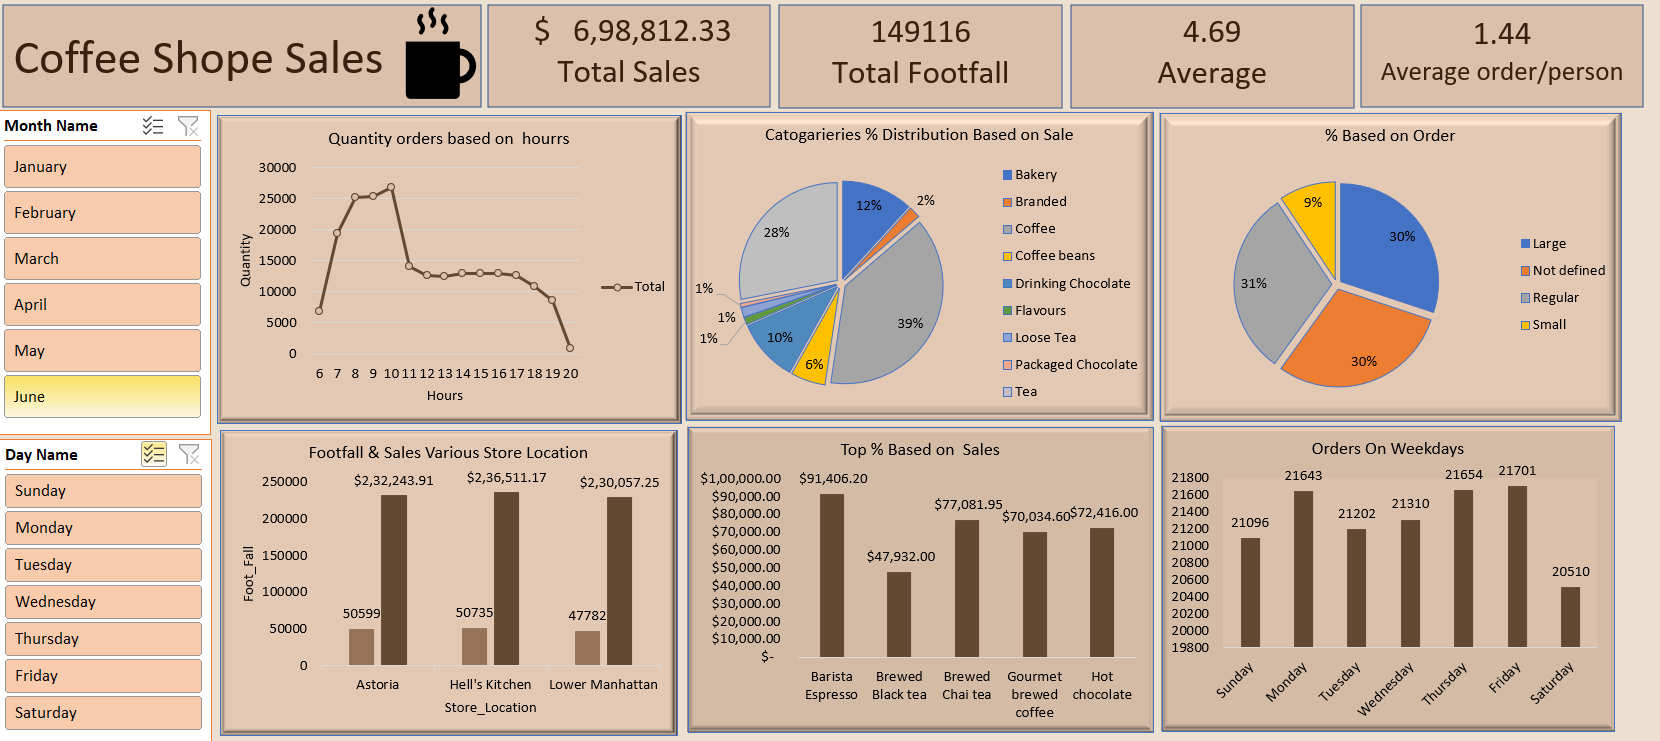 Coffee Shope Sales
$ 6,98,812.33
Total Sales
149116
Total Footfall
4.69
Average
1.44
Average order/person
Month Name
January
February
March
April
May
June
Day Name
Sunday
Monday
Tuesday
Wednesday
Thursday
Friday
Saturday
Quantity orders based on hourrs
30000
25000
20000
15000
10000
5000
0
Quantity
6 7 8 9 10 11 12 13 14 15 16 17 18 19 20
Hours
Total
Catogarieries % Distribution Based on Sale
12%
2%
39%
6%
10%
1%
1%
1%
28%
Bakery
Branded
Coffee
Coffee beans
Drinking Chocolate
Flavours
Loose Tea
Packaged Chocolate
Tea
% Based on Order
30%
30%
31%
9%
Large
Not defined
Regular
Small
Footfall & Sales Various Store Location
250000
200000
150000
100000
50000
0
Foot_Fall
$2,32,243.91
$2,36,511.17
$2,30,057.25
50599
50735
47782
Astoria
Hell's Kitchen
Lower Manhattan
Store_Location
Top % Based on Sales
$1,00,000.00
$90,000.00
$80,000.00
$70,000.00
$60,000.00
$50,000.00
$40,000.00
$30,000.00
$20,000.00
$10,000.00
$-
$91,406.20
$47,932.00
$77,081.95
$70,034.60
$72,416.00
Barista
Espresso
Brewed
Black tea
Brewed
Chai tea
Gourmet
brewed
coffee
Hot
chocolate
Orders On Weekdays
21800
21600
21400
21200
21000
20800
20600
20400
20200
20000
19800
21096
21643
21202
21310
21654
21701
20510
Sunday
Monday
Tuesday
Wednesday
Thursday
Friday
Saturday